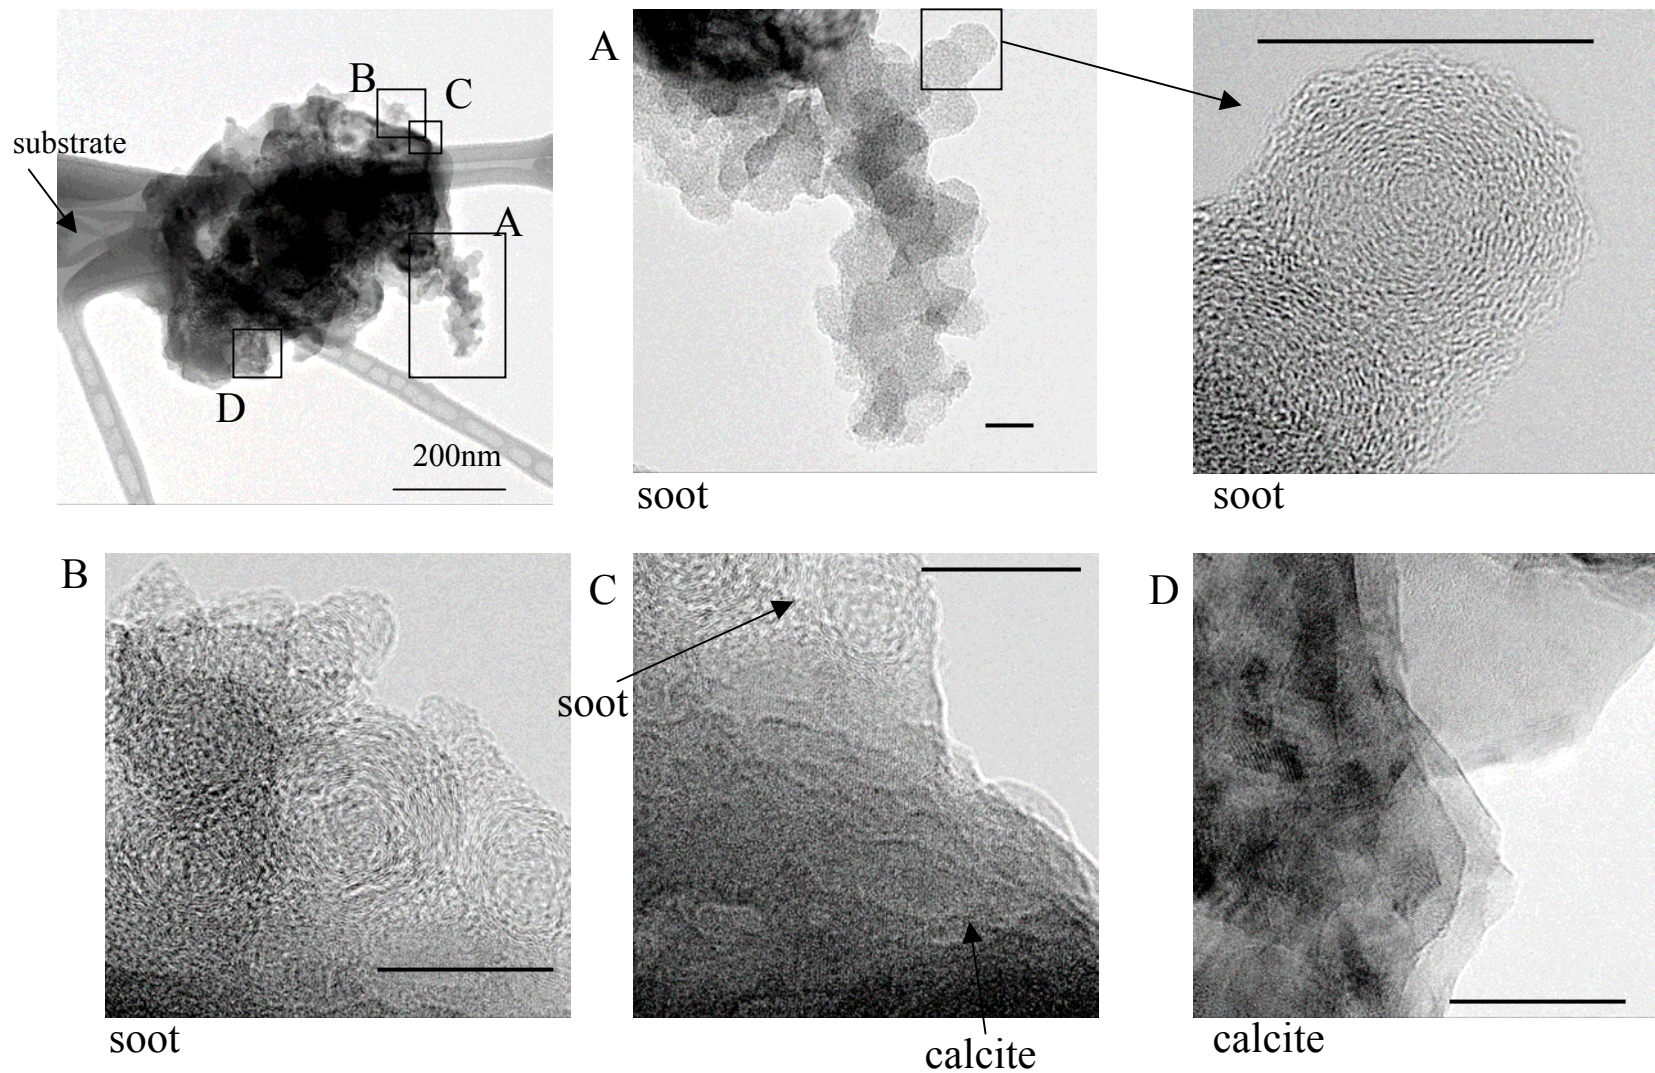 B
C
A
substrate
A
D
200nm
soot
soot
B
C
D
soot
soot
calcite
calcite